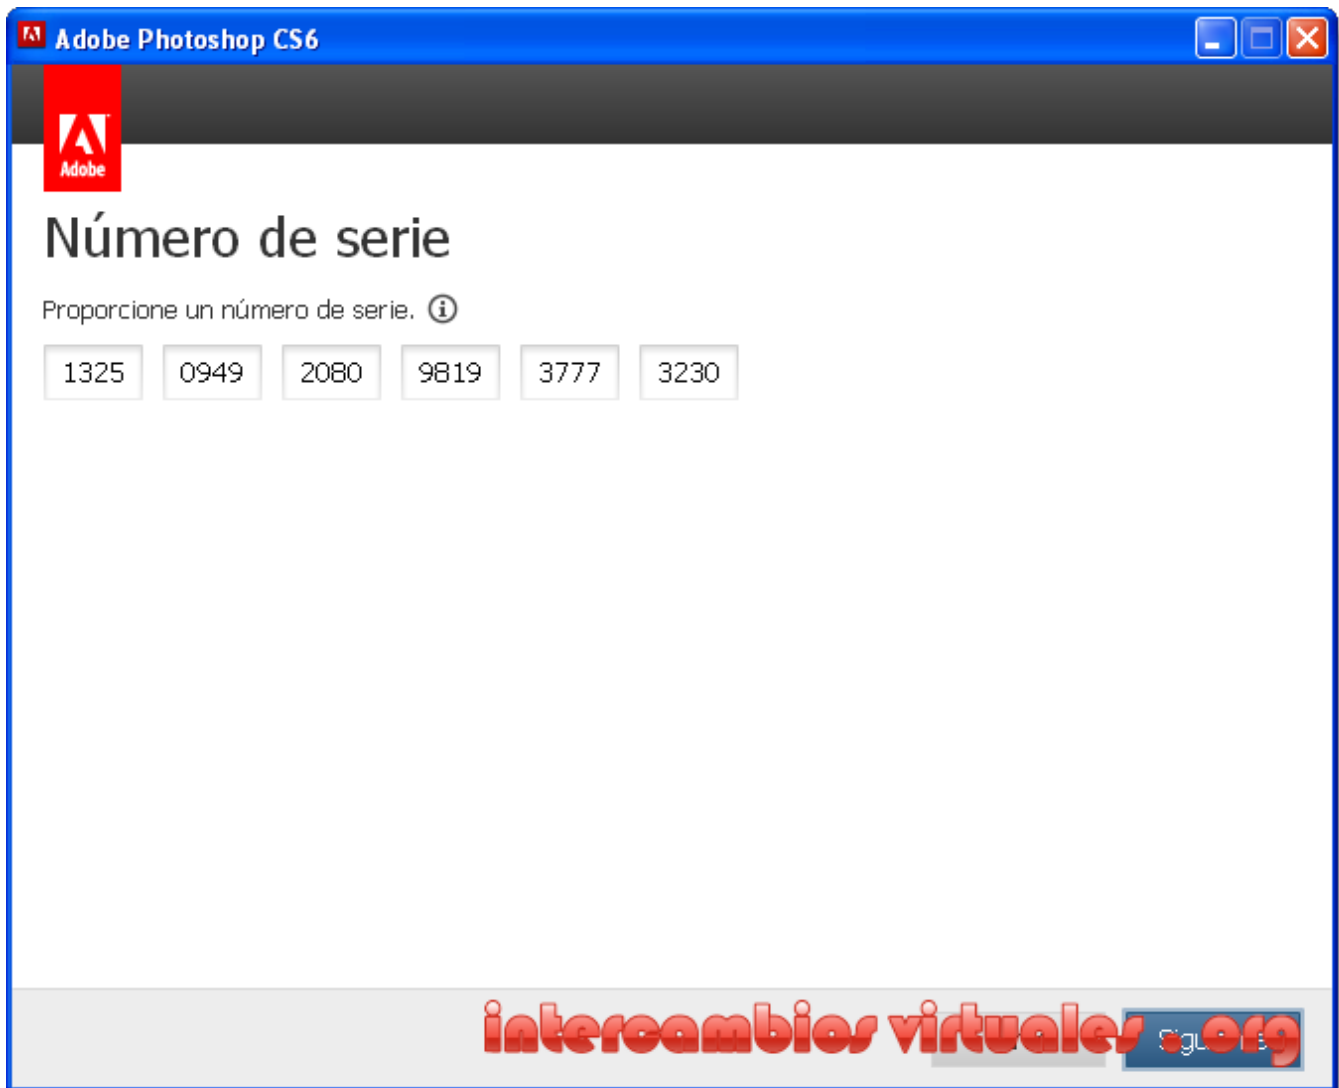 Adobe Photoshop CS6
Adobe
Número de serie
Proporcione un número de serie.
1325 0949 2080 9819 3777 3230
intercambios virtuales . org